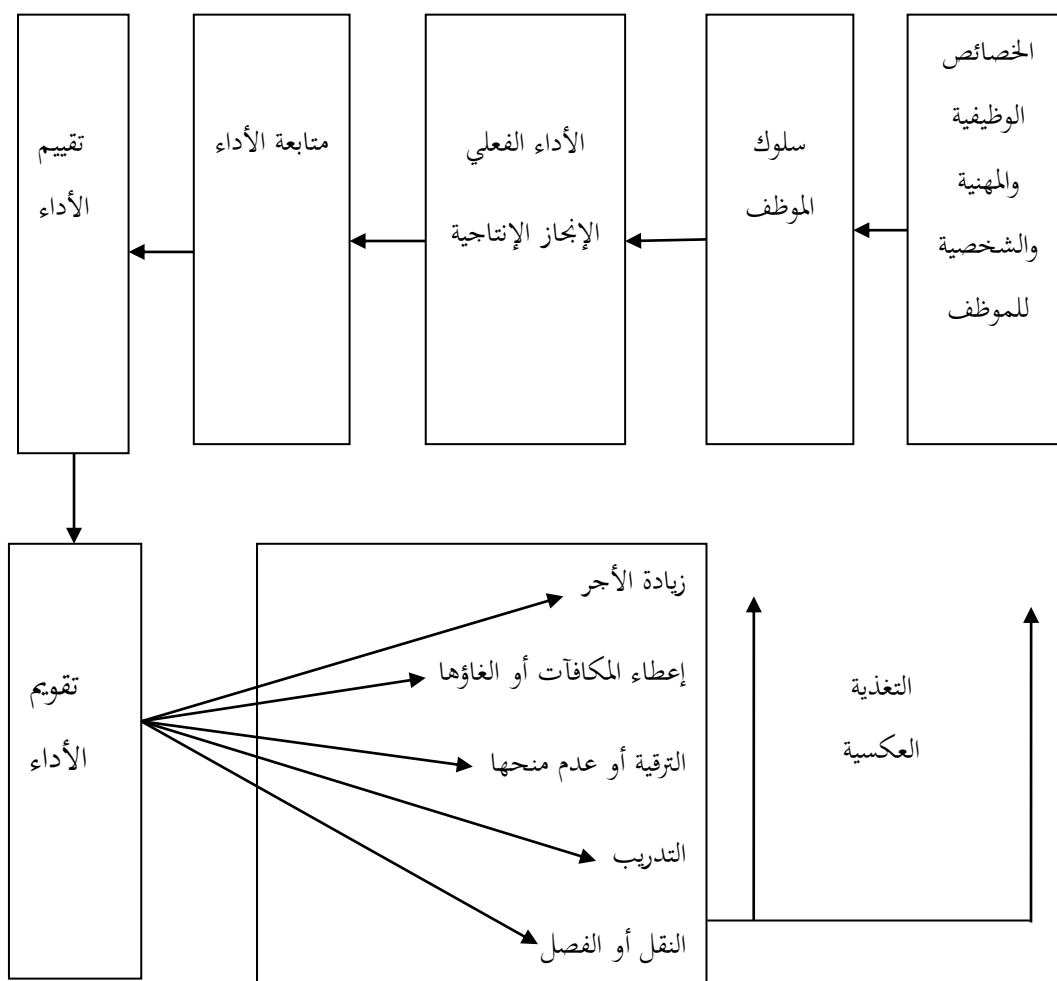 الخصائص
الوظيفية
والمهنية
والشخصية
للموظف
سلوك
الموظف
الأداء الفعلي
الإنجاز الإنتاجية
متابعة الأداء
تقييم
الأداء
تقويم
الأداء
زيادة الأجر
إعطاء المكافآت أو الغاؤها
الترقية أو عدم منحها
التدريب
النقل أو الفصل
التغذية
العكسية